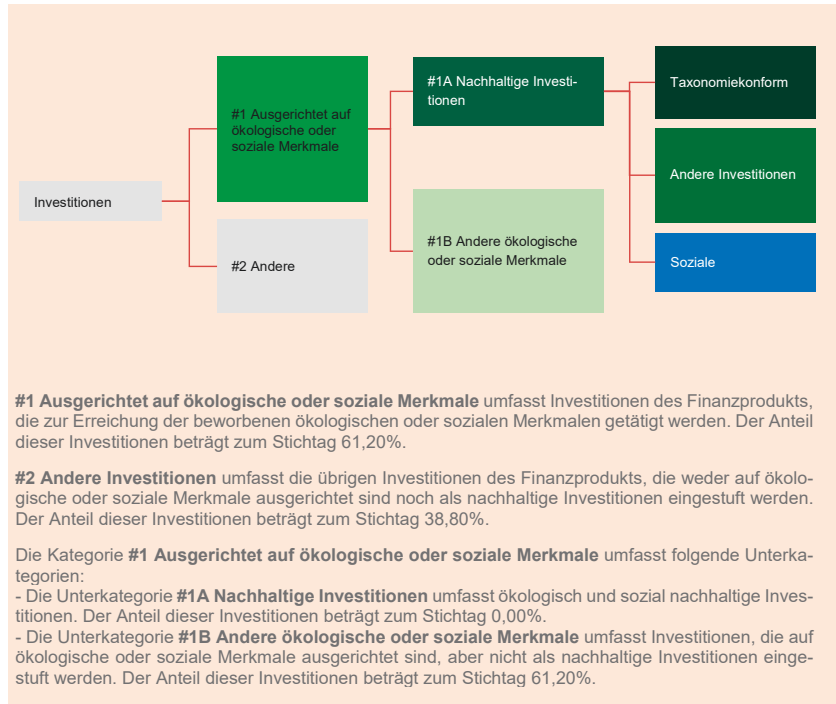 Investitionen
#1 Ausgerichtet auf
ökologische oder
soziale Merkmale
#2 Andere
#1A Nachhaltige Investi-
tionen
#1B Andere ökologische
oder soziale Merkmale
Taxonomiekonform
Andere Investitionen
Soziale
#1 Ausgerichtet auf ökologische oder soziale Merkmale umfasst Investitionen des Finanzprodukts,
die zur Erreichung der beworbenen ökologischen oder sozialen Merkmalen getätigt werden. Der Anteil
dieser Investitionen beträgt zum Stichtag 61,20%.
#2 Andere Investitionen umfasst die übrigen Investitionen des Finanzprodukts, die weder auf ökolo-
gische oder soziale Merkmale ausgerichtet sind noch als nachhaltige Investitionen eingestuft werden.
Der Anteil dieser Investitionen beträgt zum Stichtag 38,80%.
Die Kategorie #1 Ausgerichtet auf ökologische oder soziale Merkmale umfasst folgende Unterka-
tegorien:
- Die Unterkategorie #1A Nachhaltige Investitionen umfasst ökologisch und sozial nachhaltige Inves-
titionen. Der Anteil dieser Investitionen beträgt zum Stichtag 0,00%.
- Die Unterkategorie #1B Andere ökologische oder soziale Merkmale umfasst Investitionen, die auf
ökologische oder soziale Merkmale ausgerichtet sind, aber nicht als nachhaltige Investitionen einge-
stuft werden. Der Anteil dieser Investitionen beträgt zum Stichtag 61,20%.